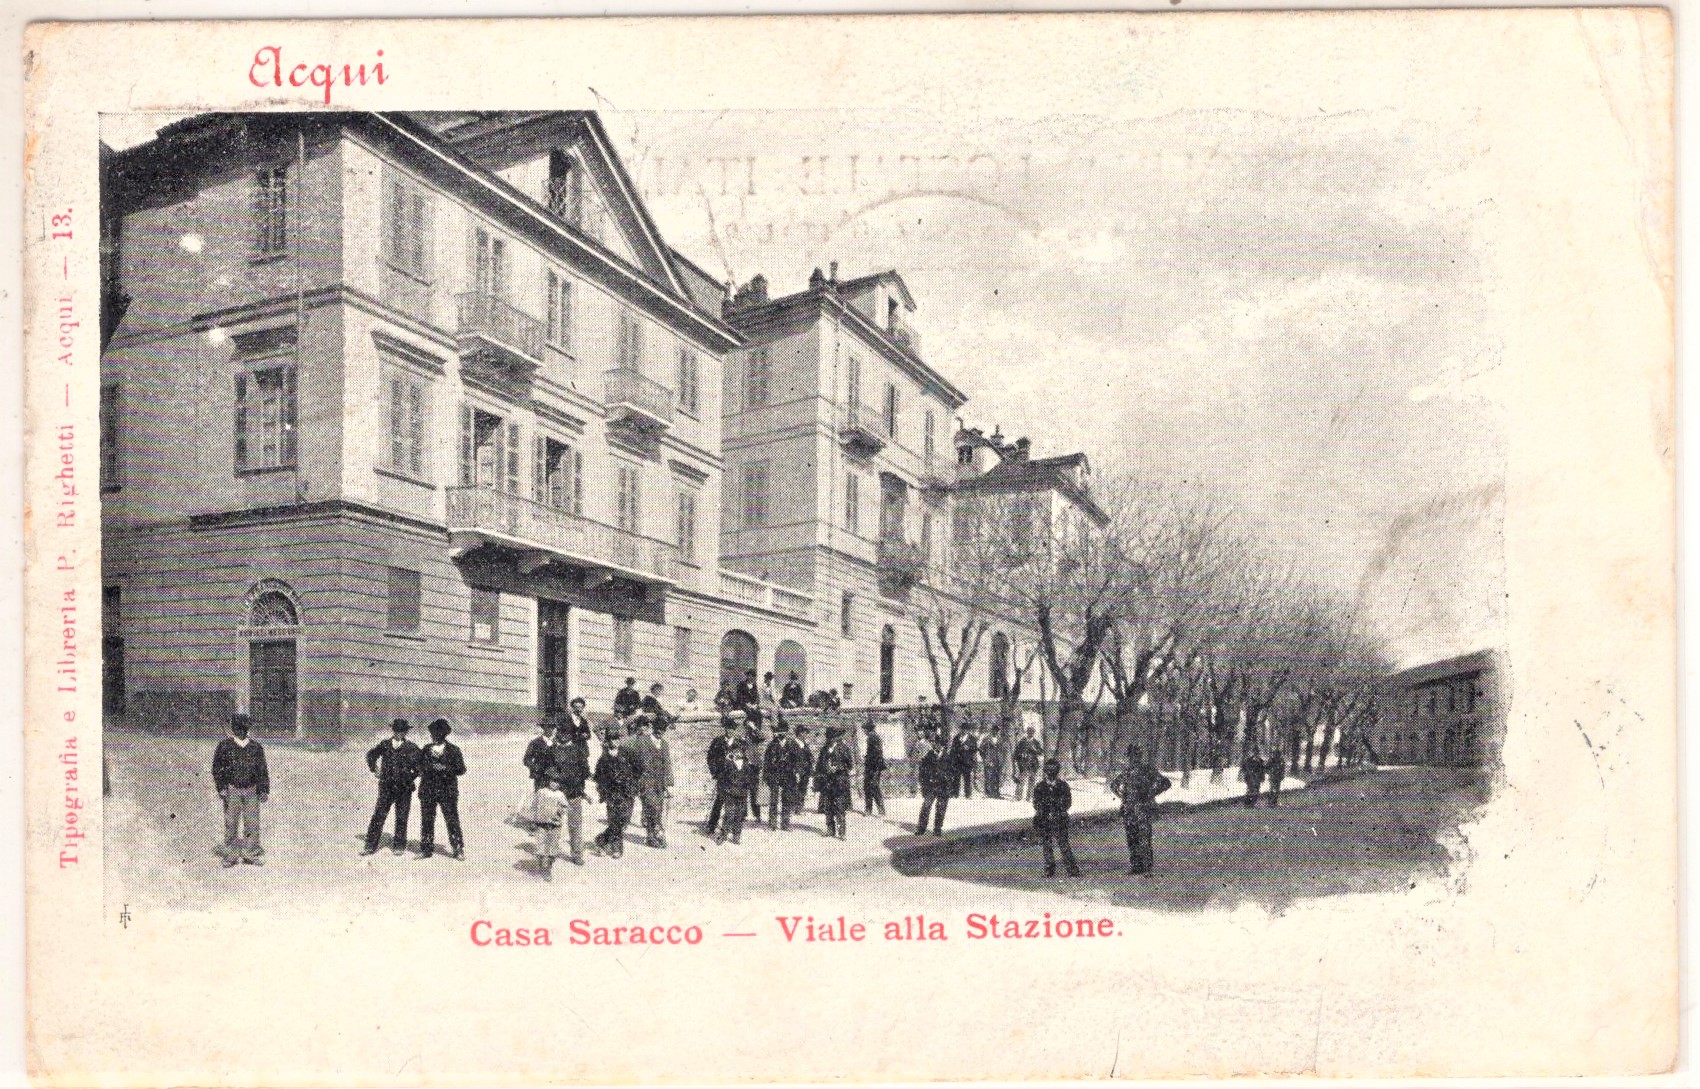 Acqui
Tipografia e Libreria P. Righetti — Acqui — 13.
Casa Saracco — Viale alla Stazione.